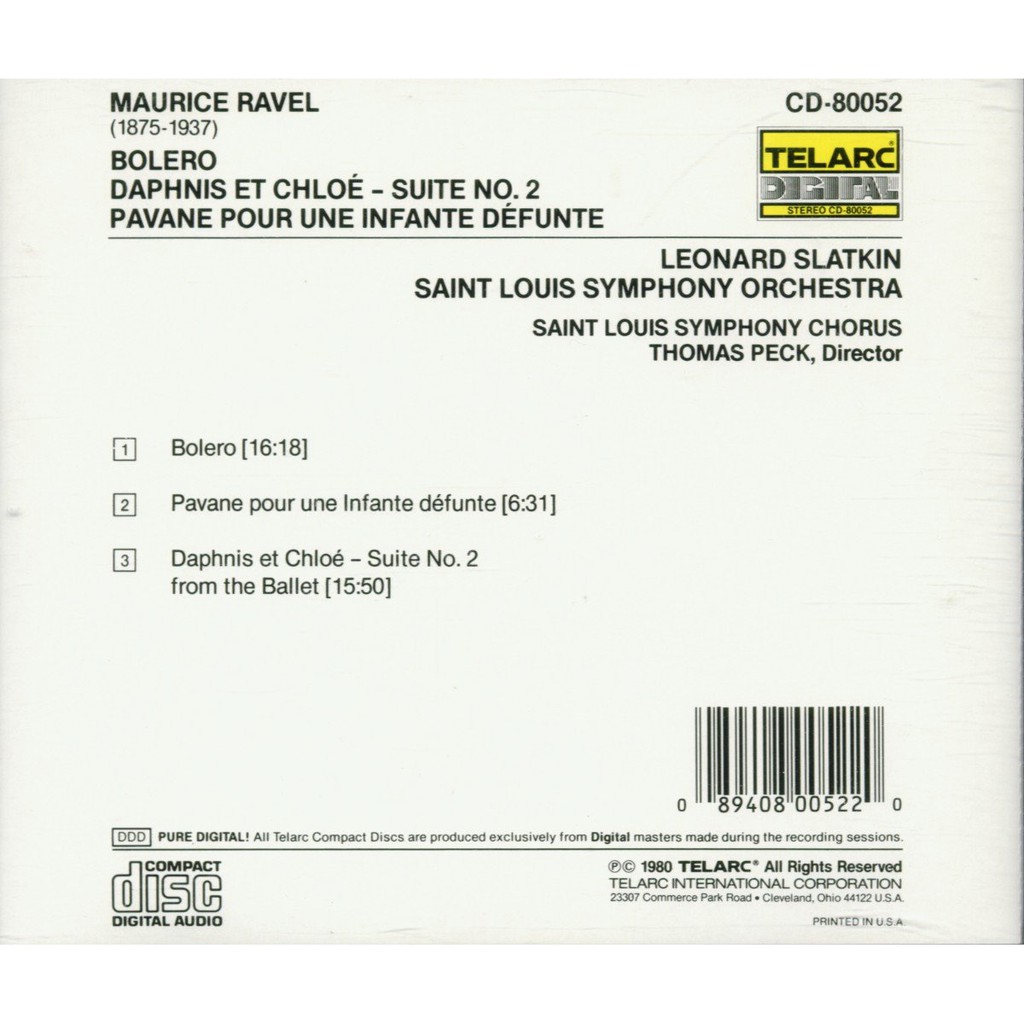 MAURICE RAVEL
(1875-1937)
BOLERO
DAPHNIS ET CHLOÉ – SUITE NO. 2
PAVANE POUR UNE INFANTE DÉFUNTE
CD-80052
TELARC®
DIGITAL
STEREO CD-80052
LEONARD SLATKIN
SAINT LOUIS SYMPHONY ORCHESTRA
SAINT LOUIS SYMPHONY CHORUS
THOMAS PECK, Director
1 Bolero [16:18]
2 Pavane pour une Infante défunte [6:31]
3 Daphnis et Chloé – Suite No. 2
from the Ballet [15:50]
0 89408 00522 0
DDD PURE DIGITAL! All Telarc Compact Discs are produced exclusively from Digital masters made during the recording sessions.
COMPACT
disc
DIGITAL AUDIO
℗© 1980 TELARC® All Rights Reserved
TELARC INTERNATIONAL CORPORATION
23307 Commerce Park Road • Cleveland, Ohio 44122 U.S.A.
PRINTED IN U.S.A